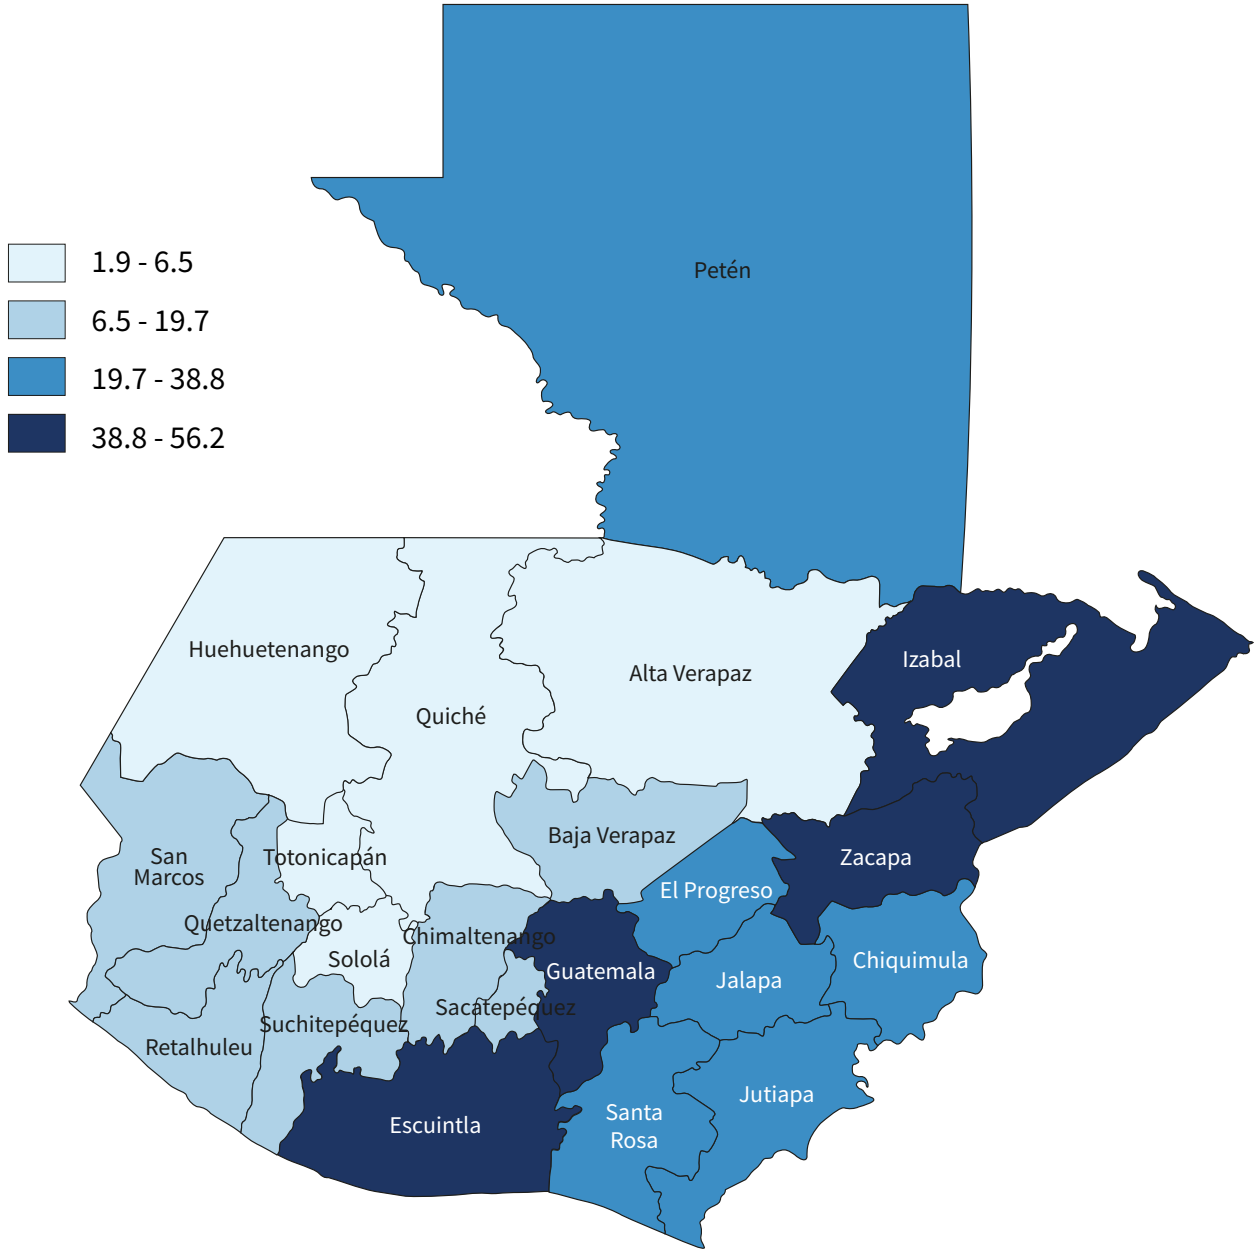 Petén
1.9 - 6.5
6.5 - 19.7
19.7 - 38.8
38.8 - 56.2
Huehuetenango
Izabal
Alta Verapaz
Quiché
Baja Verapaz
San
Marcos
Totonicapán
Zacapa
El Progreso
Quetzaltenango
Chimaltenango
Sololá
Chiquimula
Guatemala
Jalapa
Sacatepéquez
Suchitepéquez
Retalhuleu
Jutiapa
Santa
Rosa
Escuintla